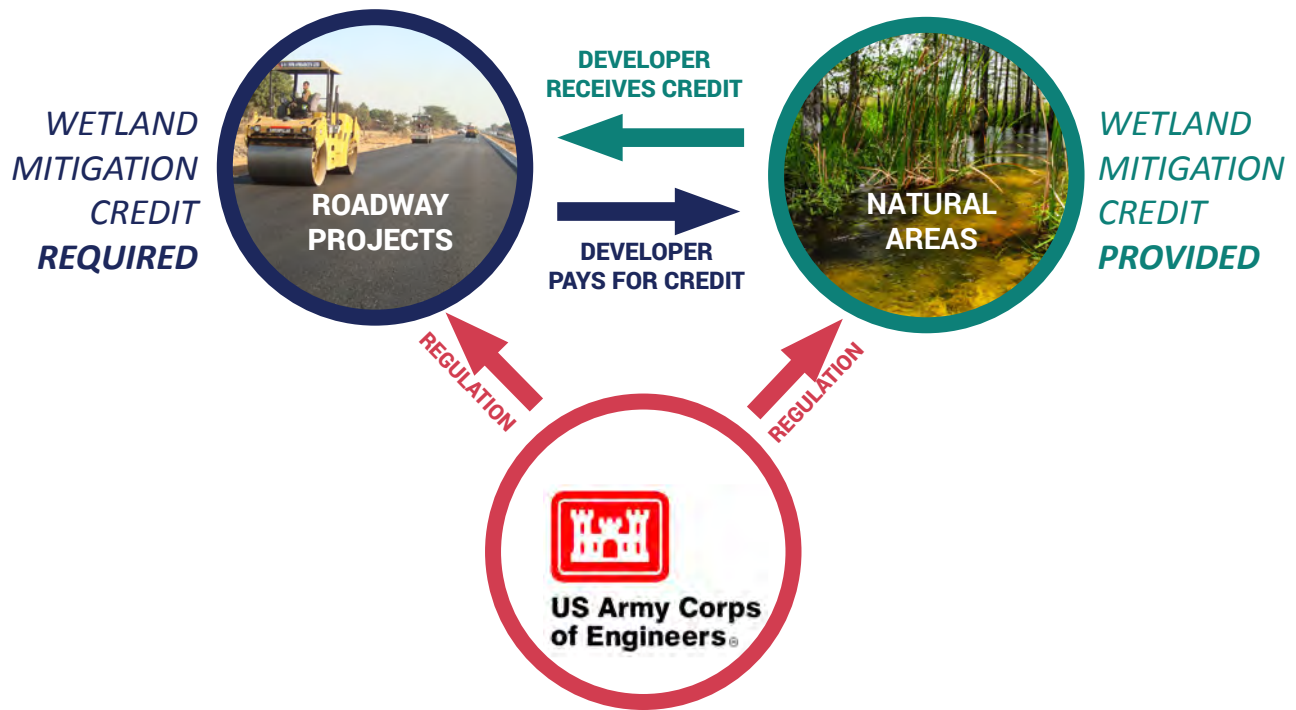 DEVELOPER
RECEIVES CREDIT
WETLAND
MITIGATION
CREDIT
REQUIRED
ROADWAY
PROJECTS
DEVELOPER
PAYS FOR CREDIT
NATURAL
AREAS
WETLAND
MITIGATION
CREDIT
PROVIDED
REGULATION
REGULATION
US Army Corps
of Engineers®